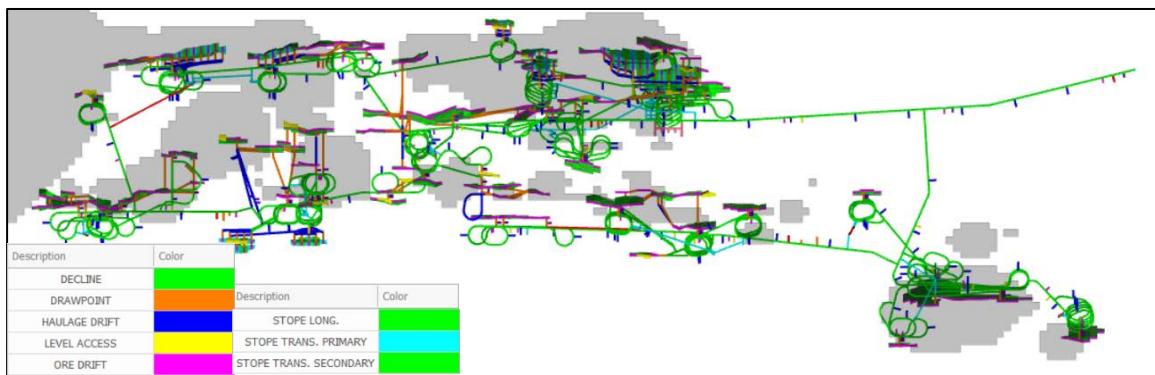 Description Color
DECLINE
DRAWPOINT
HAULAGE DRIFT
LEVEL ACCESS
ORE DRIFT
Description Color
STOPE LONG.
STOPE TRANS. PRIMARY
STOPE TRANS. SECONDARY